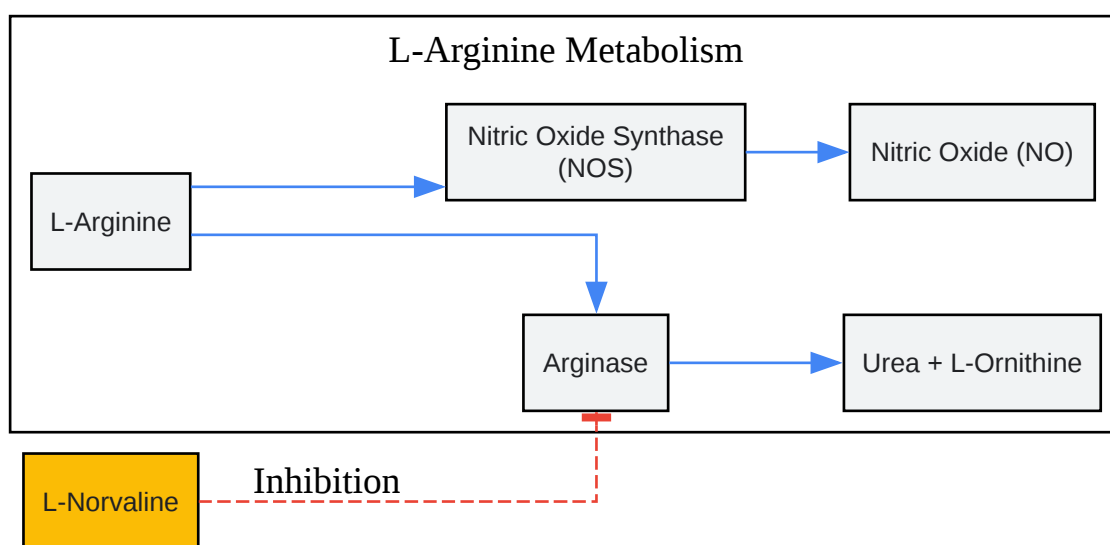 L-Arginine Metabolism
Nitric Oxide Synthase
(NOS)
Nitric Oxide (NO)
L-Arginine
Arginase
Urea + L-Ornithine
Inhibition
L-Norvaline